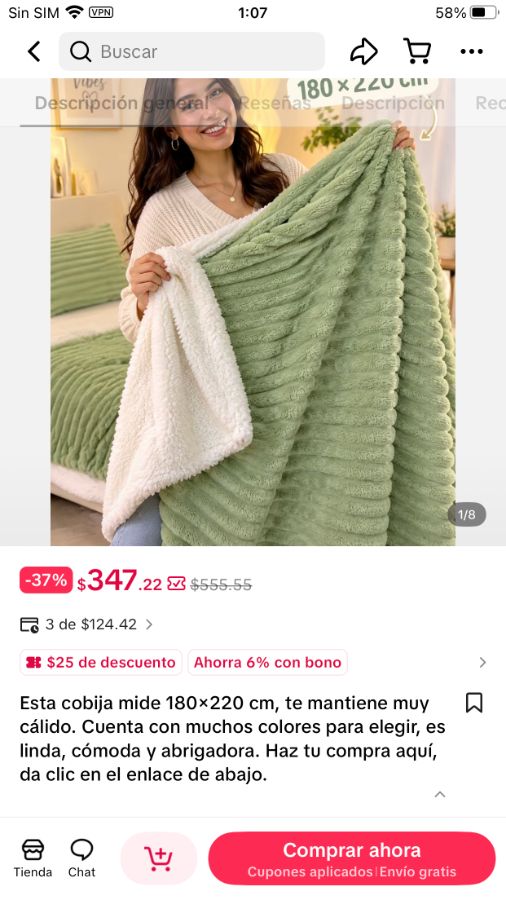 Sin SIM VPN 1:07 58%
Buscar
Vibes
180 × 220 cm
Descripción general Reseñas Descripción Rec
1/8
-37% $347.22 $555.55
3 de $124.42
$25 de descuento Ahorra 6% con bono
Esta cobija mide 180×220 cm, te mantiene muy
cálido. Cuenta con muchos colores para elegir, es
linda, cómoda y abrigadora. Haz tu compra aquí,
da clic en el enlace de abajo.
Tienda Chat
Comprar ahora
Cupones aplicados | Envío gratis